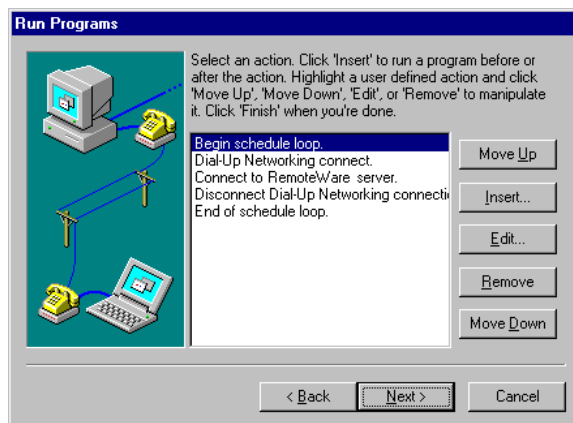 Run Programs
Select an action. Click 'Insert' to run a program before or
after the action. Highlight a user defined action and click
'Move Up', 'Move Down', 'Edit', or 'Remove' to manipulate
it. Click 'Finish' when you're done.
Begin schedule loop.
Dial-Up Networking connect.
Connect to RemoteWare server.
Disconnect Dial-Up Networking connecti
End of schedule loop.
Move Up
Insert...
Edit...
Remove
Move Down
< Back
Next >
Cancel